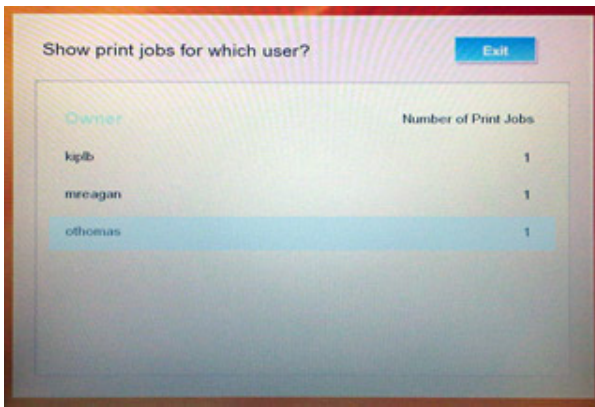 Show print jobs for which user?
Exit
Owner Number of Print Jobs
kiplb 1
mreagan 1
othomas 1